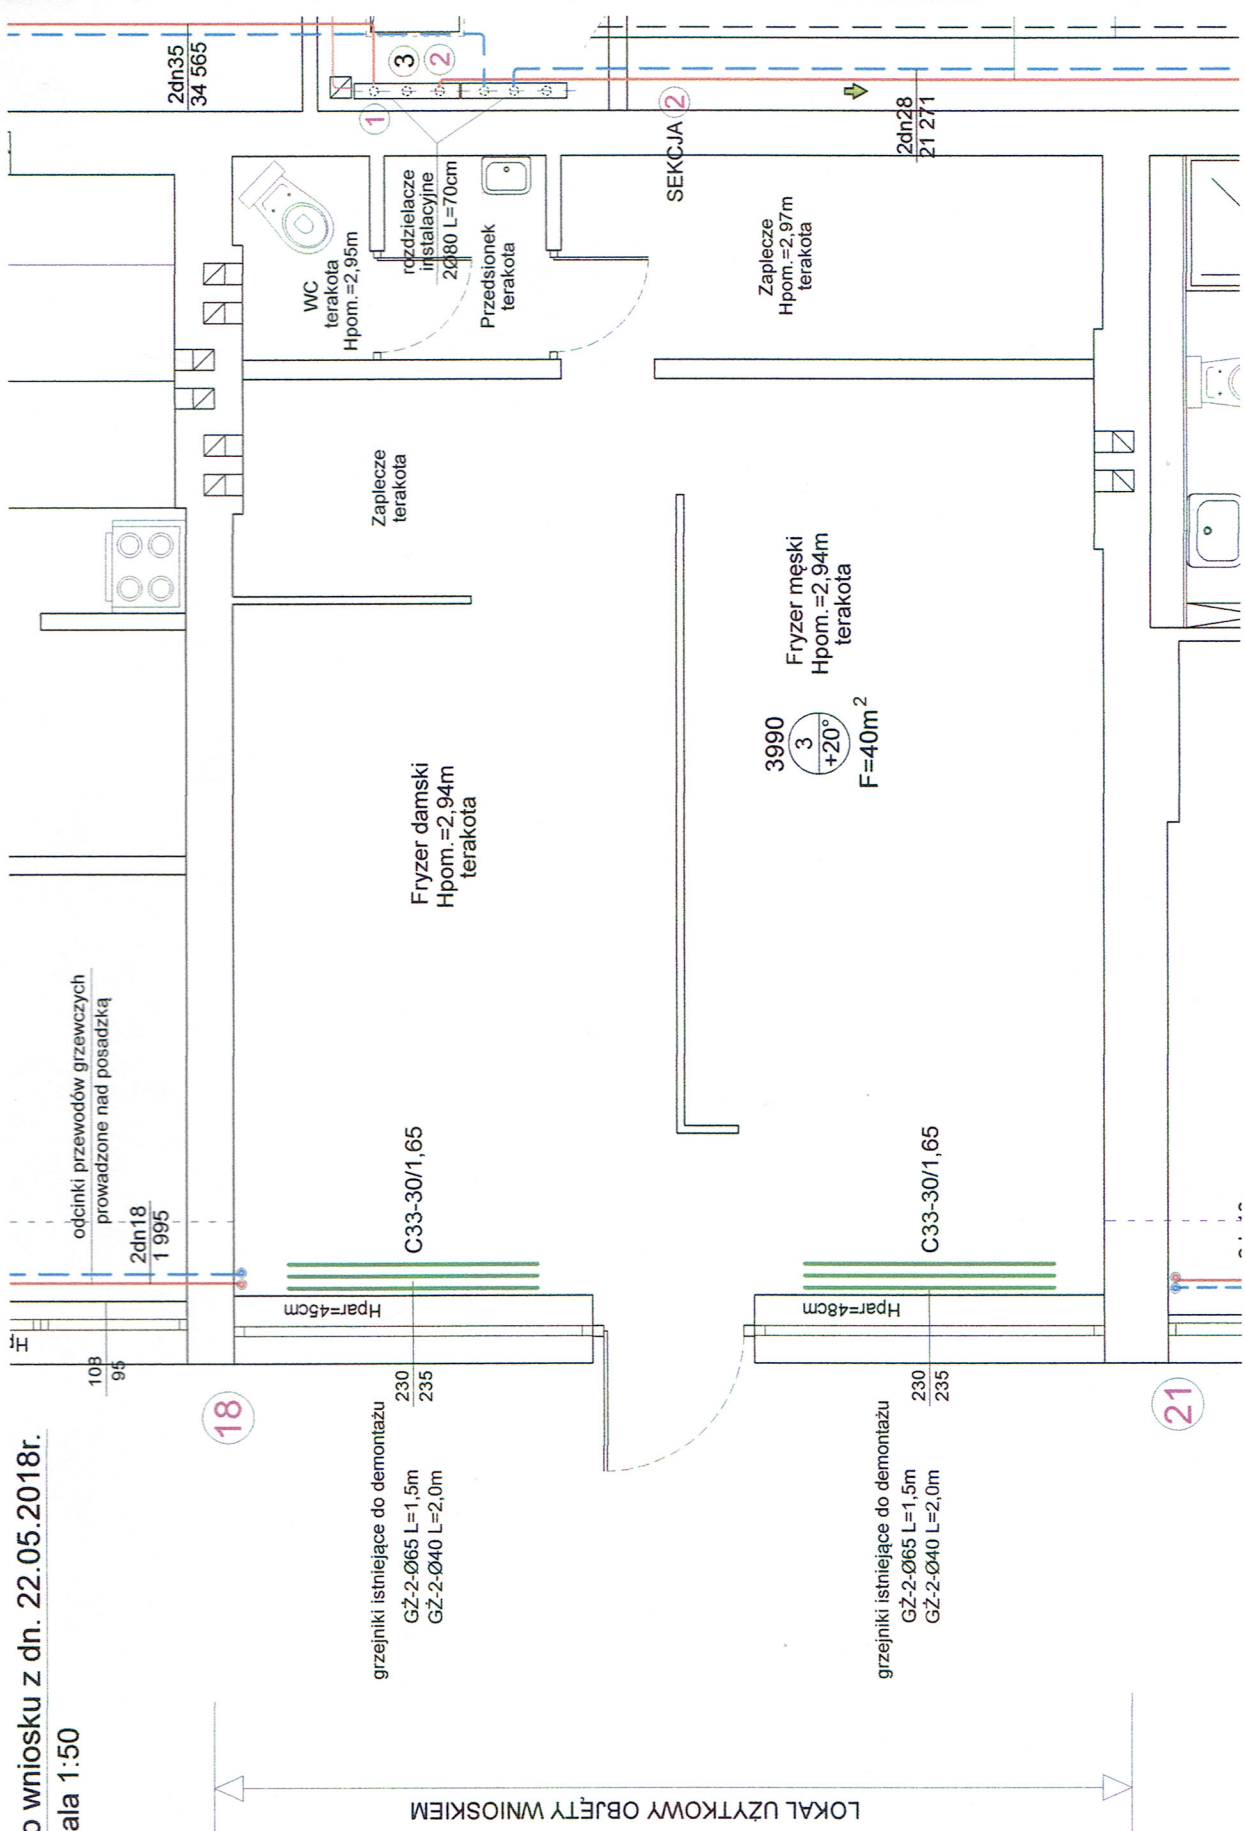 o wniosku z dn. 22.05.2018r.
ala 1:50
odcinki przewodów grzewczych
prowadzone nad posadzką
2dn18
1 995
108
95
18
Hpar=45cm
C33-30/1,65
230
235
grzejniki istniejące do demontażu
GŻ-2-Ø65 L=1,5m
GŻ-2-Ø40 L=2,0m
Fryzer damski
Hpom.=2,94m
terakota
Zaplecze
terakota
WC
terakota
Hpom.=2,95m
rozdzielacze
instalacyjne
2Ø80 L=70cm
Przedsionek
terakota
2dn35
34 565
1
3
2
SEKCJA 2
2dn28
21 271
Zaplecze
Hpom.=2,97m
terakota
Fryzer męski
Hpom.=2,94m
terakota
3990
3
+20°
F=40m²
C33-30/1,65
Hpar=48cm
230
235
grzejniki istniejące do demontażu
GŻ-2-Ø65 L=1,5m
GŻ-2-Ø40 L=2,0m
21
LOKAL UŻYTKOWY OBJĘTY WNIOSKIEM